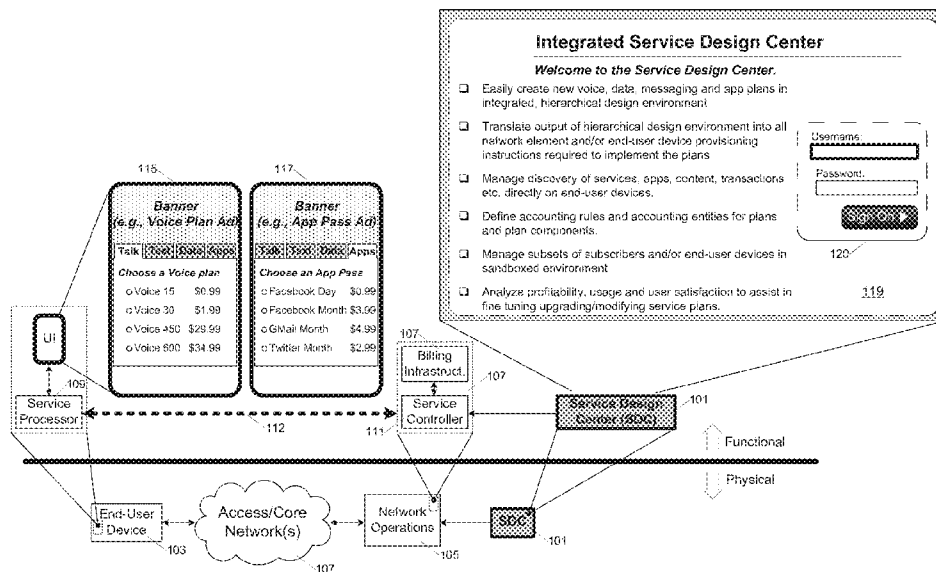 Integrated Service Design Center
Welcome to the Service Design Center.
Easily create new voice, data, messaging and app plans in
integrated, hierarchical design environment
Translate output of hierarchical design environment into all
network element and/or end-user device provisioning
instructions required to implement the plans
Manage discovery of services, apps, content, transactions
etc. directly on end-user devices.
Define accounting rules and accounting entities for plans
and plan components.
Manage subsets of subscribers and/or end-user devices in
sandboxed environment
Analyze profitability, usage and user satisfaction to assist in
fine tuning upgrading/modifying service plans.
Username:
Password:
Sign On
120
119
115
117
Banner
(e.g., Voice Plan Ad)
Talk Text Data Apps
Choose a Voice plan
Voice 15 $0.99
Voice 30 $1.99
Voice 450 $29.99
Voice 600 $34.99
Banner
(e.g., App Pass Ad)
Talk Text Data Apps
Choose an App Pass
Facebook Day $0.99
Facebook Month $3.99
GMail Month $4.99
Twitter Month $2.99
UI
109
Service
Processor
112
107
Billing
Infrastruct.
107
Service
Controller
111
101
Service Design
Center (SDC)
Functional
Physical
End-User
Device
103
Access/Core
Network(s)
107
Network
Operations
105
SDC
101